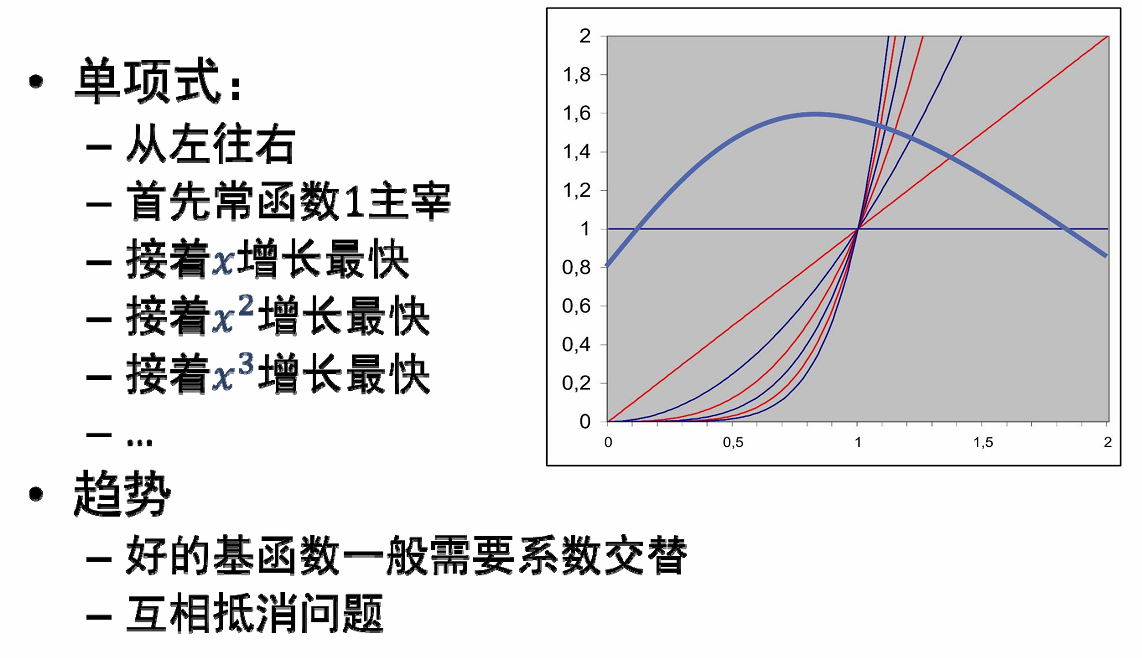 • 单项式：
– 从左往右
– 首先常函数1主宰
– 接着x增长最快
– 接着x²增长最快
– 接着x³增长最快
– ...
• 趋势
– 好的基函数一般需要系数交替
– 互相抵消问题
2
1,8
1,6
1,4
1,2
1
0,8
0,6
0,4
0,2
0
0 0,5 1 1,5 2